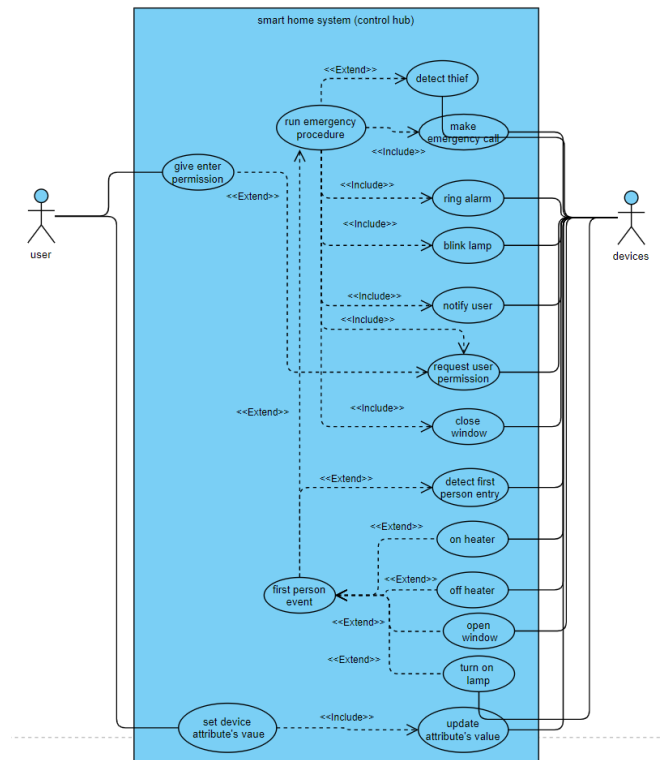 smart home system (control hub)
<<Extend>>
detect thief
run emergency
procedure
make
emergency call
<<Include>>
give enter
permission
<<Extend>>
<<Include>>
ring alarm
<<Include>>
blink lamp
user
devices
<<Include>>
notify user
<<Include>>
request user
permission
<<Extend>>
<<Include>>
close
window
<<Extend>>
detect first
person entry
<<Extend>>
on heater
<<Extend>>
off heater
first person
event
<<Extend>>
open
window
<<Extend>>
turn on
lamp
set device
attribute's vaue
<<Include>>
update
attribute's value